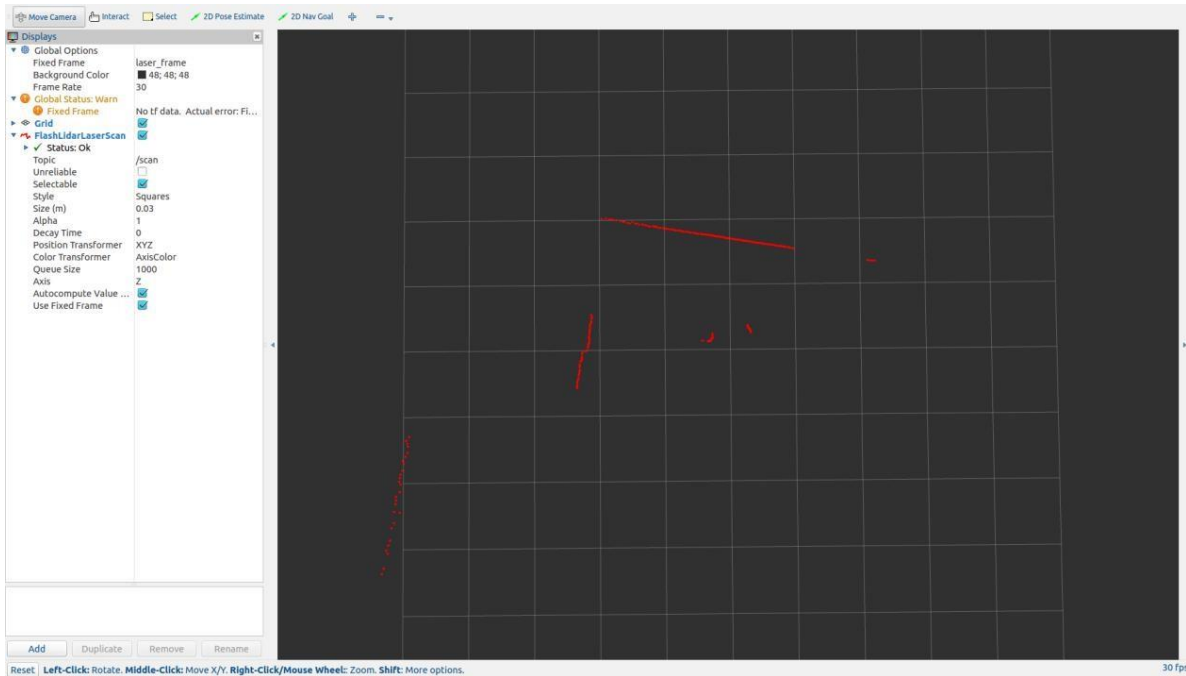 Move Camera Interact Select 2D Pose Estimate 2D Nav Goal
Displays
Global Options
Fixed Frame laser_frame
Background Color 48; 48; 48
Frame Rate 30
Global Status: Warn
Fixed Frame No tf data. Actual error: Fi...
Grid
FlashLidarLaserScan
Status: Ok
Topic /scan
Unreliable
Selectable
Style Squares
Size (m) 0.03
Alpha 1
Decay Time 0
Position Transformer XYZ
Color Transformer AxisColor
Queue Size 1000
Axis Z
Autocompute Value ...
Use Fixed Frame
Add Duplicate Remove Rename
Reset Left-Click: Rotate. Middle-Click: Move X/Y. Right-Click/Mouse Wheel:: Zoom. Shift: More options. 30 fps